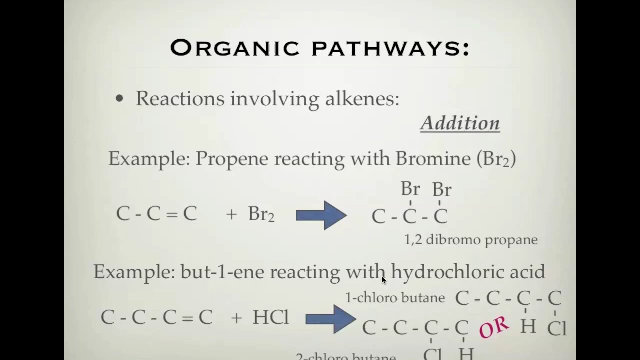 ORGANIC PATHWAYS:
• Reactions involving alkenes:
Addition
Example: Propene reacting with Bromine (Br₂)
Br Br
C - C = C + Br₂ C - C - C
1,2 dibromo propane
Example: but-1-ene reacting with hydrochloric acid
1-chloro butane C - C - C - C
C - C - C = C + HCl C - C - C - C OR H Cl
2-chloro butane Cl H